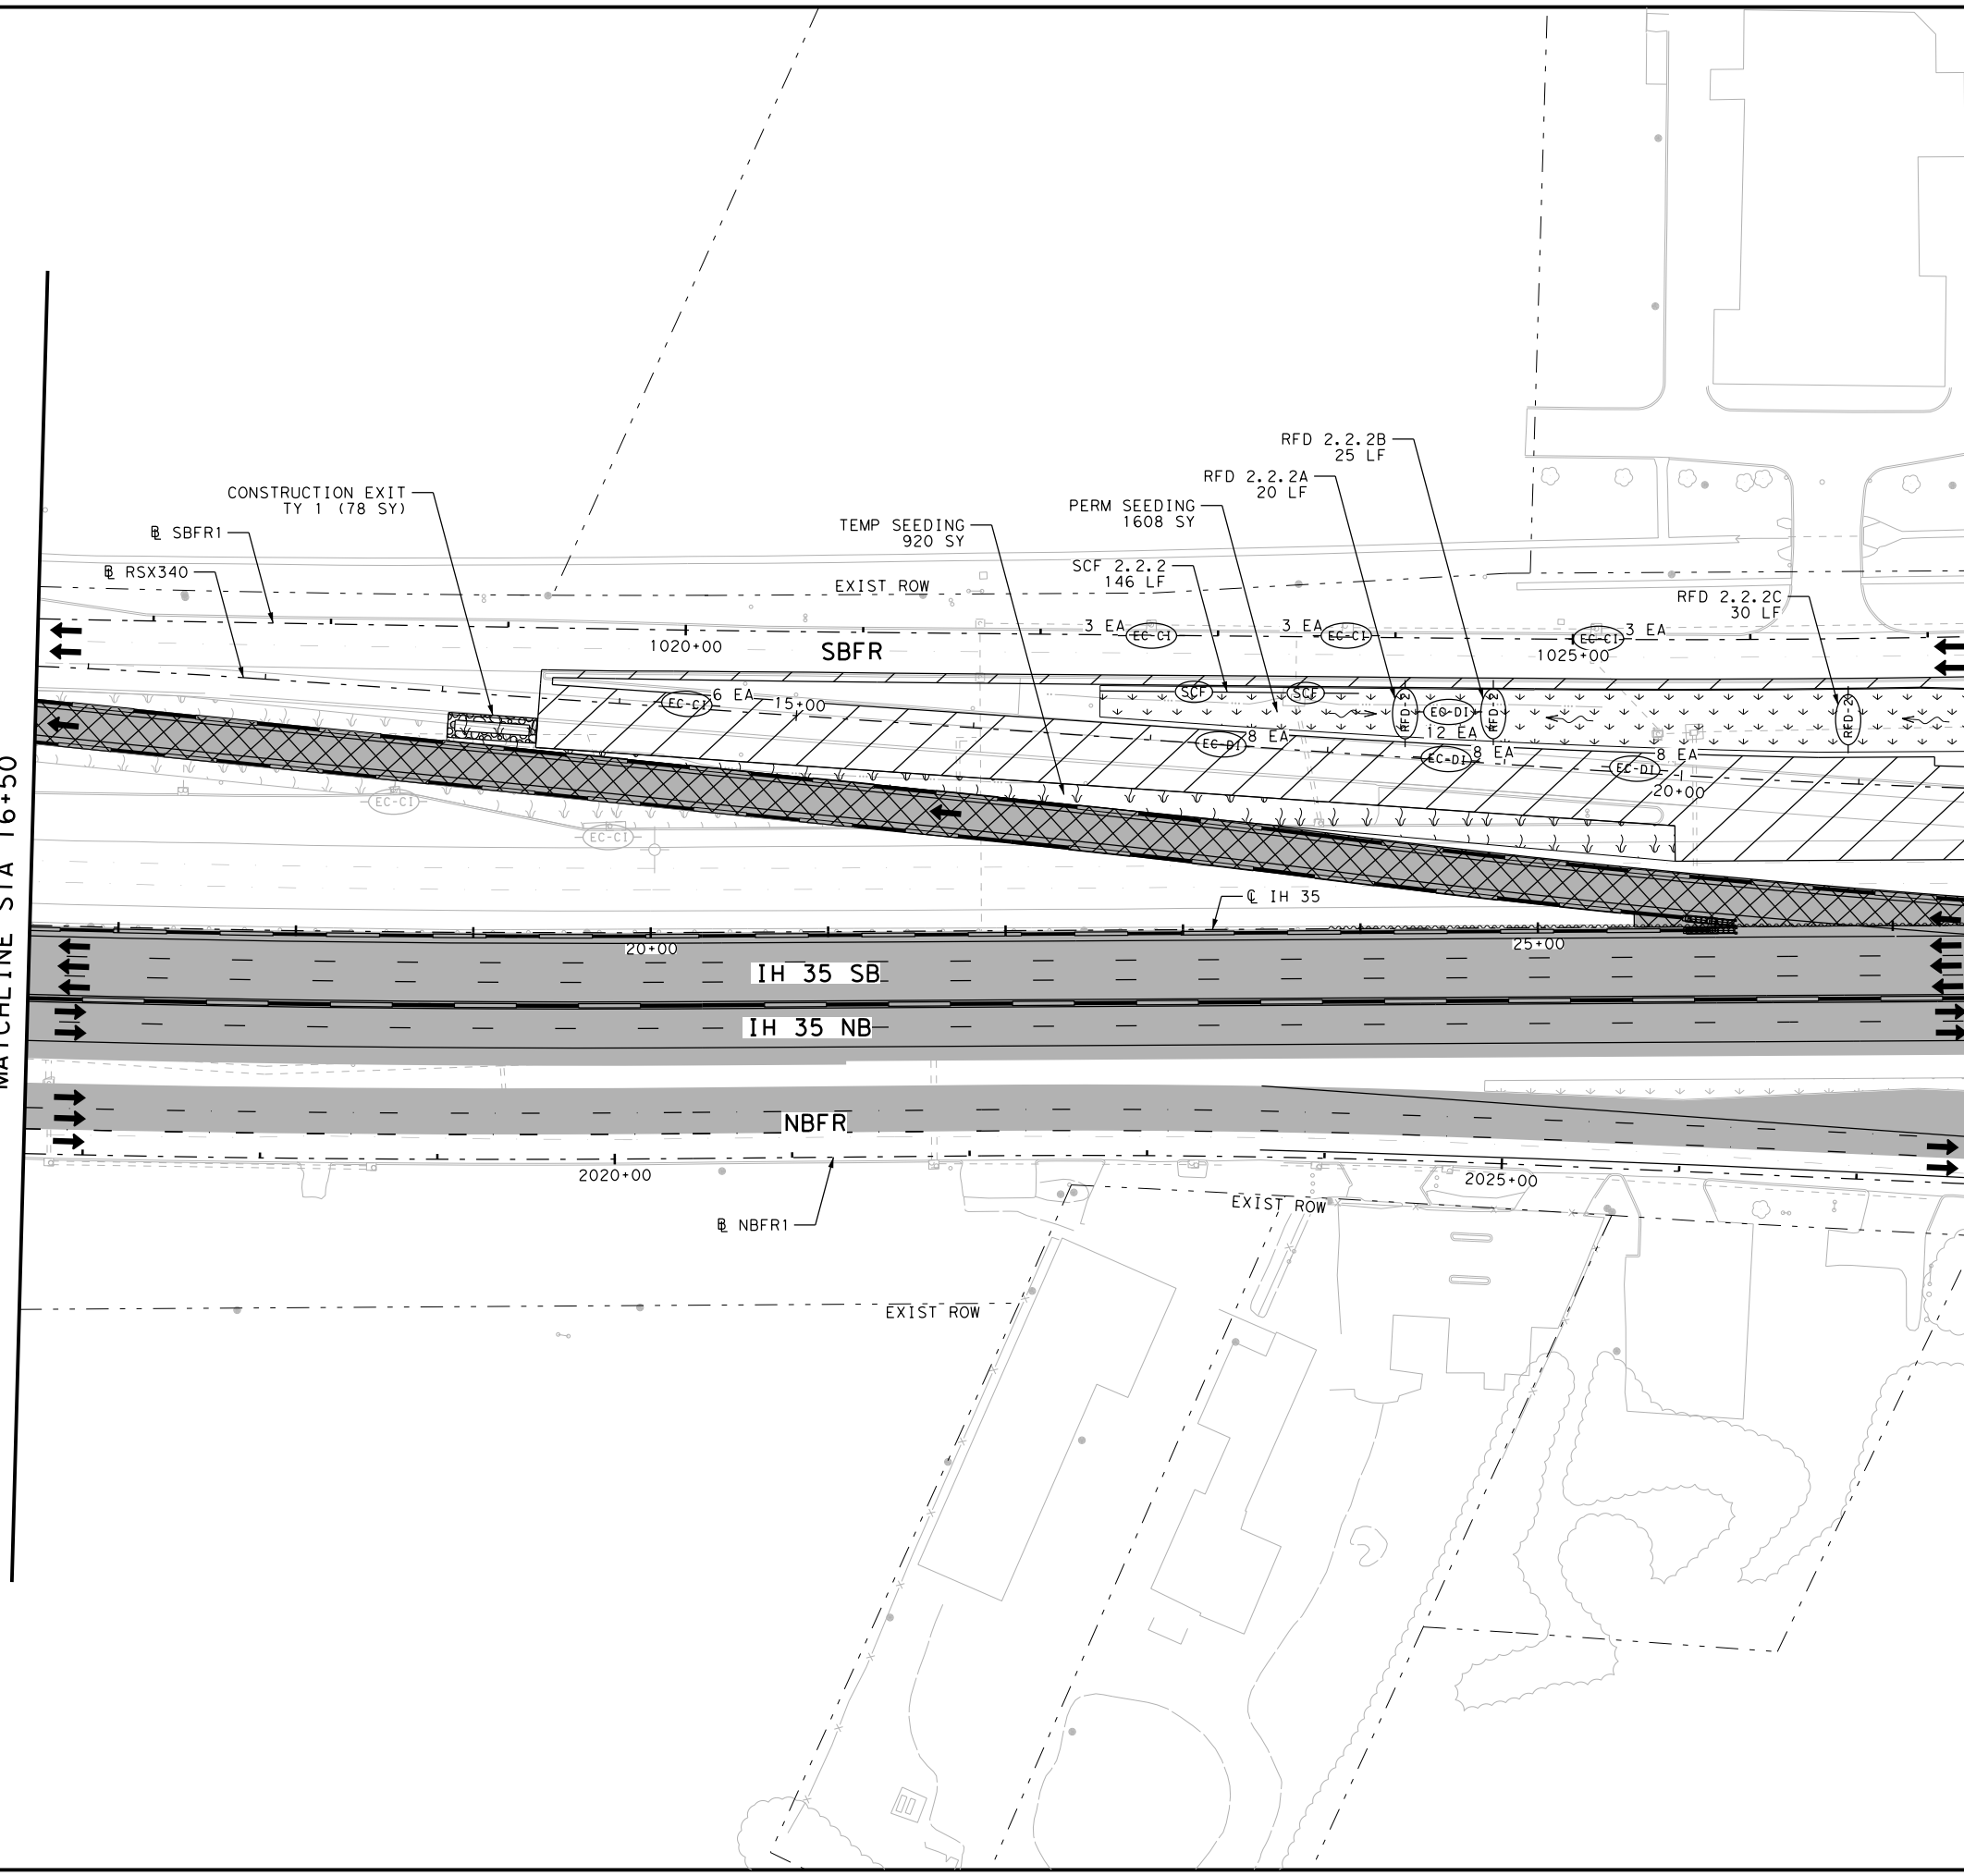 RFD 2.2.2B
25 LF
RFD 2.2.2A
20 LF
CONSTRUCTION EXIT
TY 1 (78 SY)
PERM SEEDING
1608 SY
TEMP SEEDING
920 SY
℄ SBFR1
SCF 2.2.2
146 LF
℄ RSX340
EXIST ROW
RFD 2.2.2C
30 LF
3 EA
EC-CI
3 EA
EC-CI
EC-CI
3 EA
1020+00
SBFR
1025+00
6 EA
EC-CI
15+00
SCF
SCF
RFD-2
EC-DI
RFD-2
RFD-2
12 EA
8 EA
EC-DI
8 EA
EC-DI
8 EA
EC-DI
20+00
EC-CI
EC-CI
MATCHLINE STA 16+50
℄ IH 35
20+00
25+00
IH 35 SB
IH 35 NB
NBFR
2020+00
2025+00
EXIST ROW
℄ NBFR1
EXIST ROW